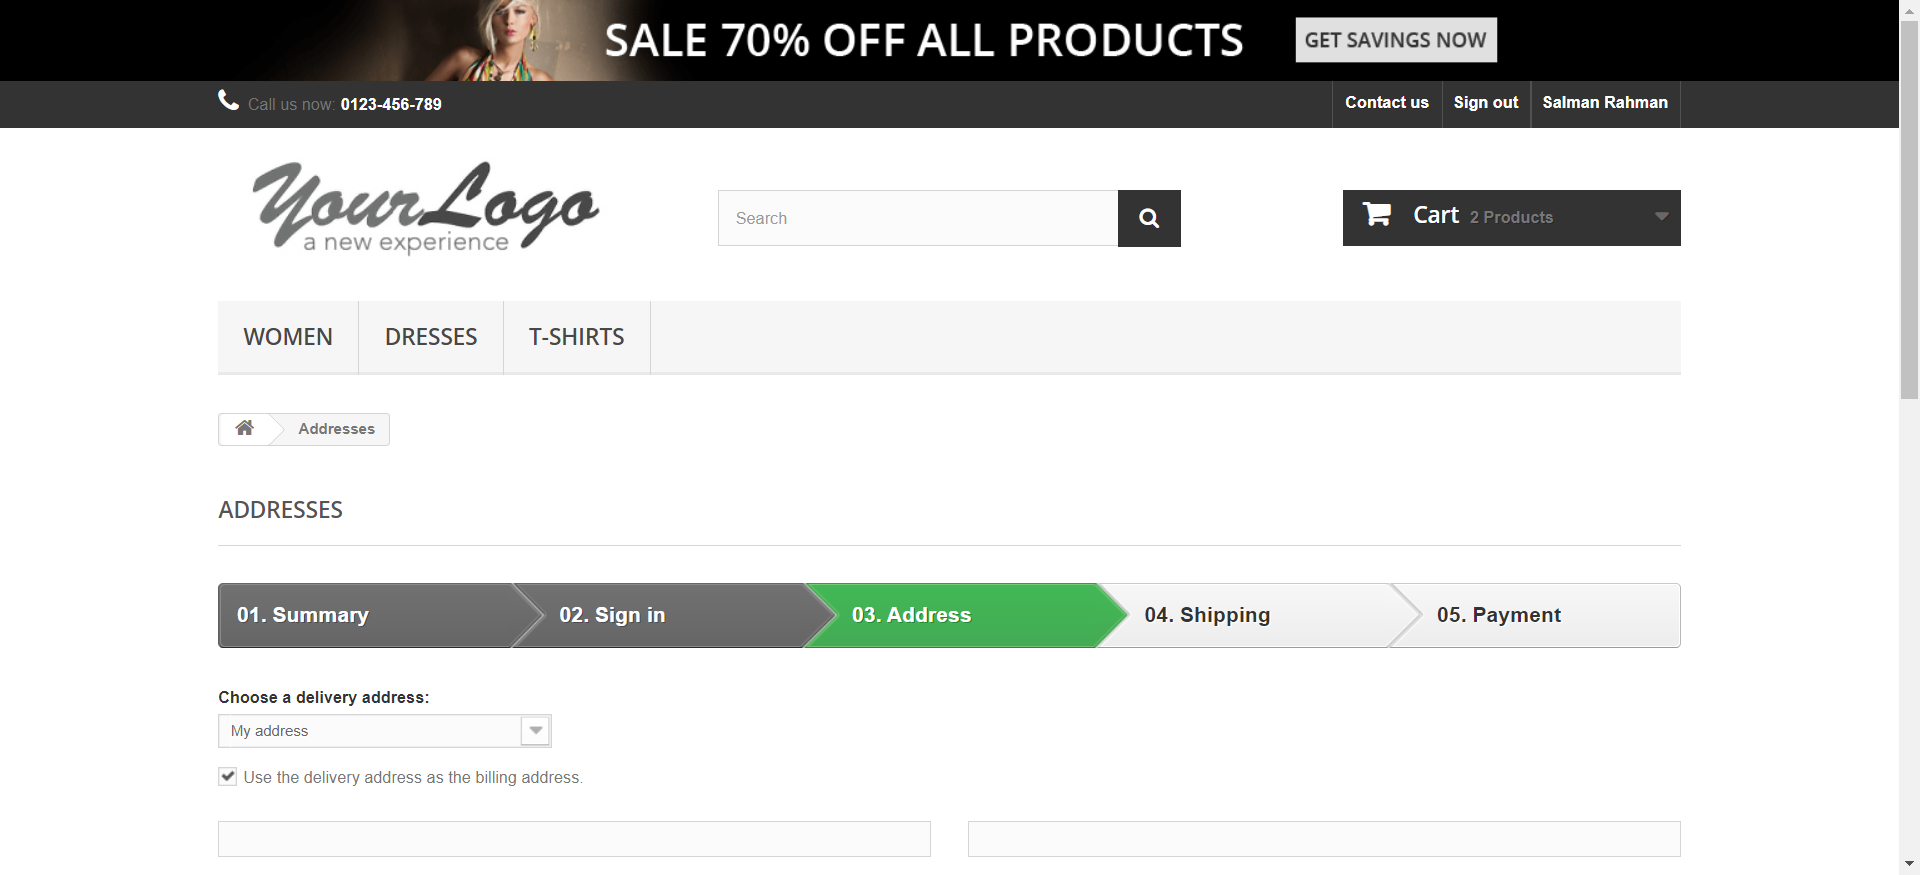 SALE 70% OFF ALL PRODUCTS GET SAVINGS NOW
Call us now: 0123-456-789 Contact us Sign out Salman Rahman
YourLogo
a new experience
Search
Cart 2 Products
WOMEN DRESSES T-SHIRTS
Addresses
ADDRESSES
01. Summary 02. Sign in 03. Address 04. Shipping 05. Payment
Choose a delivery address:
My address
Use the delivery address as the billing address.